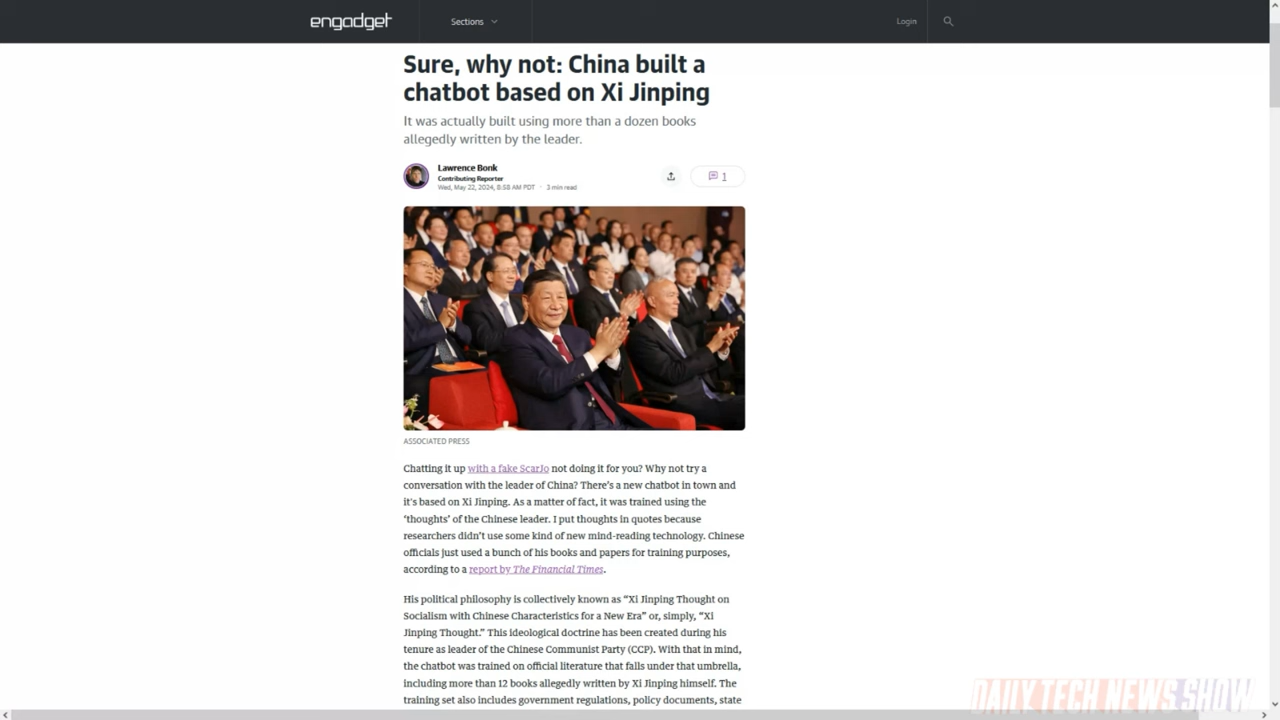 engadget
Sections
Login
Sure, why not: China built a
chatbot based on Xi Jinping
It was actually built using more than a dozen books
allegedly written by the leader.
Lawrence Bonk
Contributing Reporter
Wed, May 22, 2024, 8:58 AM PDT · 3 min read
1
ASSOCIATED PRESS
Chatting it up with a fake ScarJo not doing it for you? Why not try a
conversation with the leader of China? There's a new chatbot in town and
it's based on Xi Jinping. As a matter of fact, it was trained using the
‘thoughts’ of the Chinese leader. I put thoughts in quotes because
researchers didn't use some kind of new mind-reading technology. Chinese
officials just used a bunch of his books and papers for training purposes,
according to a report by The Financial Times.
His political philosophy is collectively known as “Xi Jinping Thought on
Socialism with Chinese Characteristics for a New Era” or, simply, “Xi
Jinping Thought.” This ideological doctrine has been created during his
tenure as leader of the Chinese Communist Party (CCP). With that in mind,
the chatbot was trained on official literature that falls under that umbrella,
including more than 12 books allegedly written by Xi Jinping himself. The
training set also includes government regulations, policy documents, state
DAILY TECH NEWS SHOW